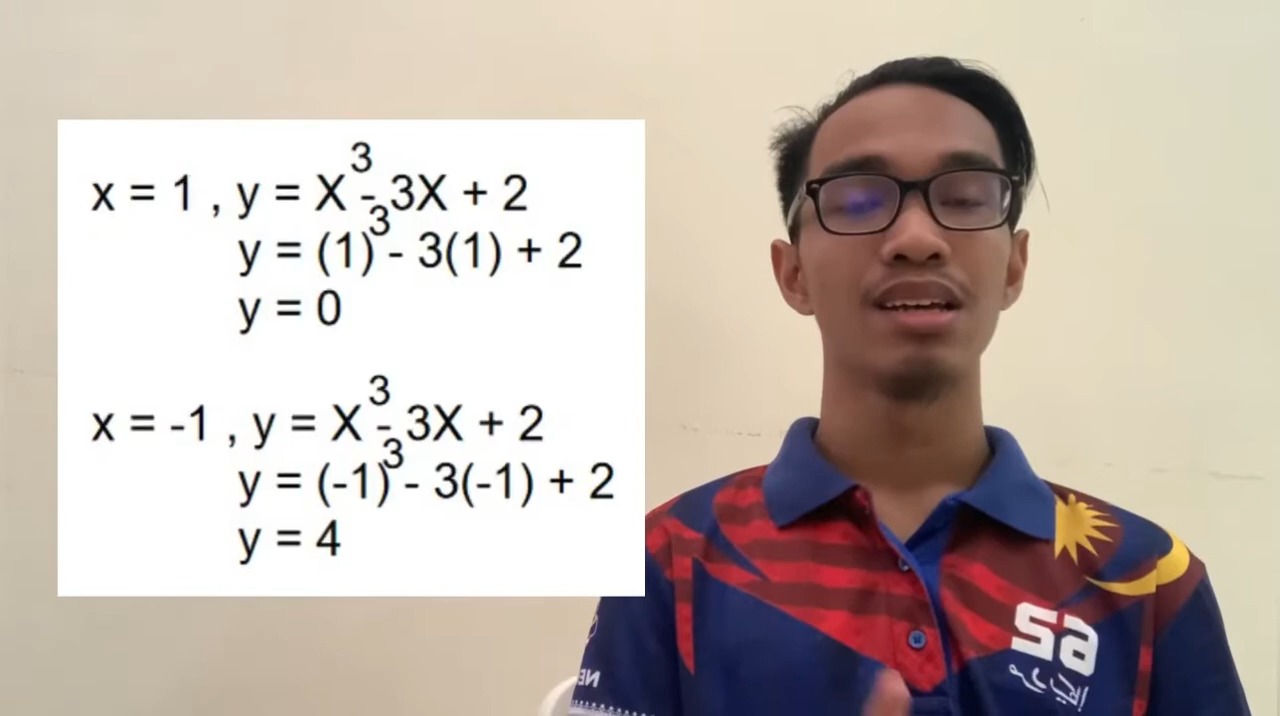 x = 1 , y = X³ - 3X + 2
y = (1)³ - 3(1) + 2
y = 0
x = -1 , y = X³ - 3X + 2
y = (-1)³ - 3(-1) + 2
y = 4